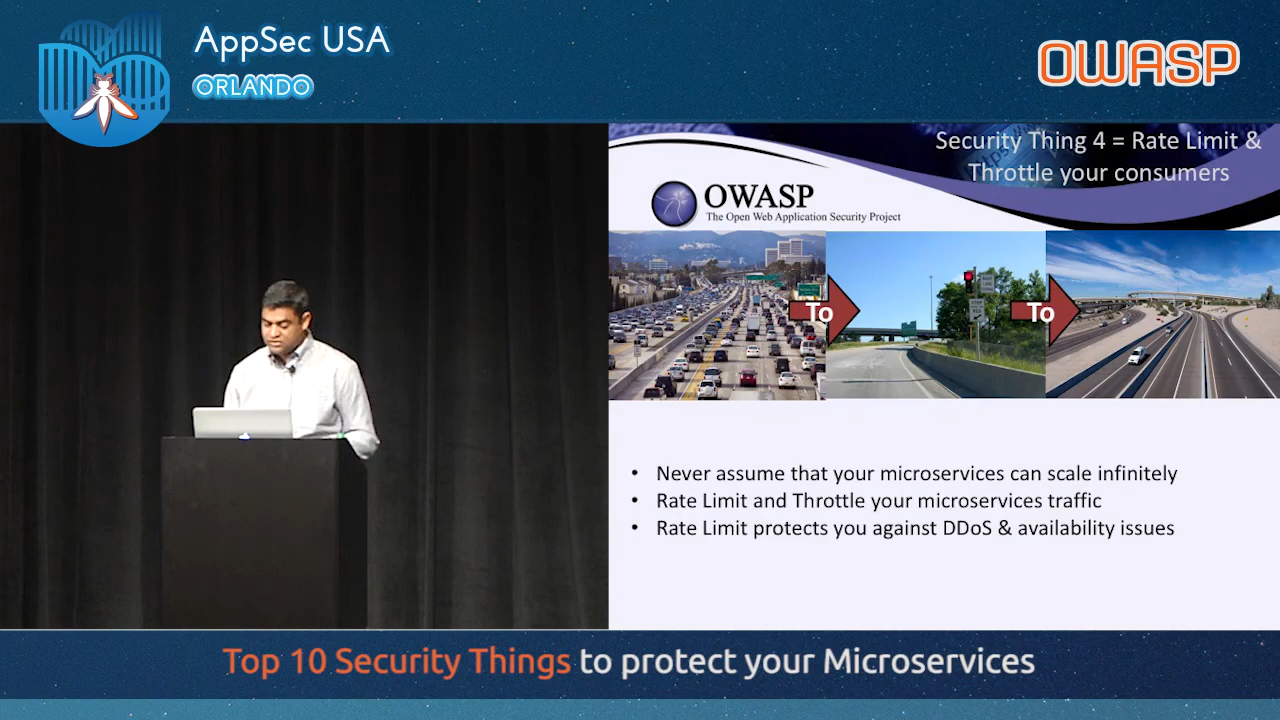 AppSec USA
ORLANDO
OWASP
Security Thing 4 = Rate Limit &
Throttle your consumers
OWASP
The Open Web Application Security Project
To
To
• Never assume that your microservices can scale infinitely
• Rate Limit and Throttle your microservices traffic
• Rate Limit protects you against DDoS & availability issues
Top 10 Security Things to protect your Microservices